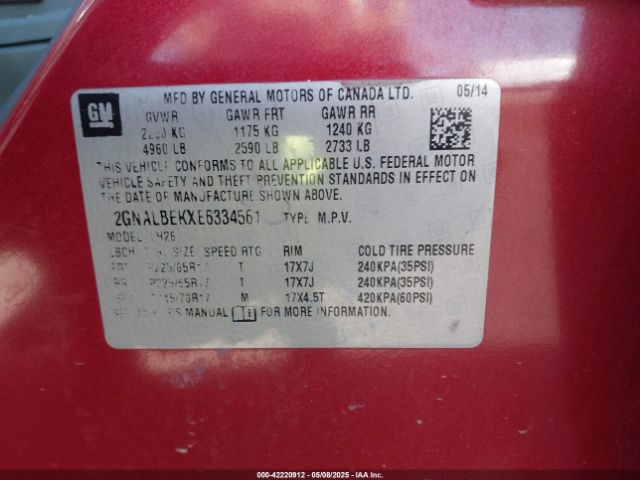 GM
MFD BY GENERAL MOTORS OF CANADA LTD. 05/14
GVWR GAWR FRT GAWR RR
KG 1175 KG 1240 KG
4960 LB 2590 LB 2733 LB
THIS VEHICLE CONFORMS TO ALL APPLICABLE U.S. FEDERAL MOTOR
VEHICLE SAFETY AND THEFT PREVENTION STANDARDS IN EFFECT ON
THE DATE OF MANUFACTURE SHOWN ABOVE.
2GNALBEKXE6334561 TYPE M.P.V.
MODEL
SIZE SPEED RTG RIM COLD TIRE PRESSURE
T 17X7J 240KPA(35PSI)
T 17X7J 240KPA(35PSI)
M 17X4.5T 420KPA(60PSI)
MANUAL FOR MORE INFORMATION.
000-42220912 - 05/08/2025 - IAA Inc.